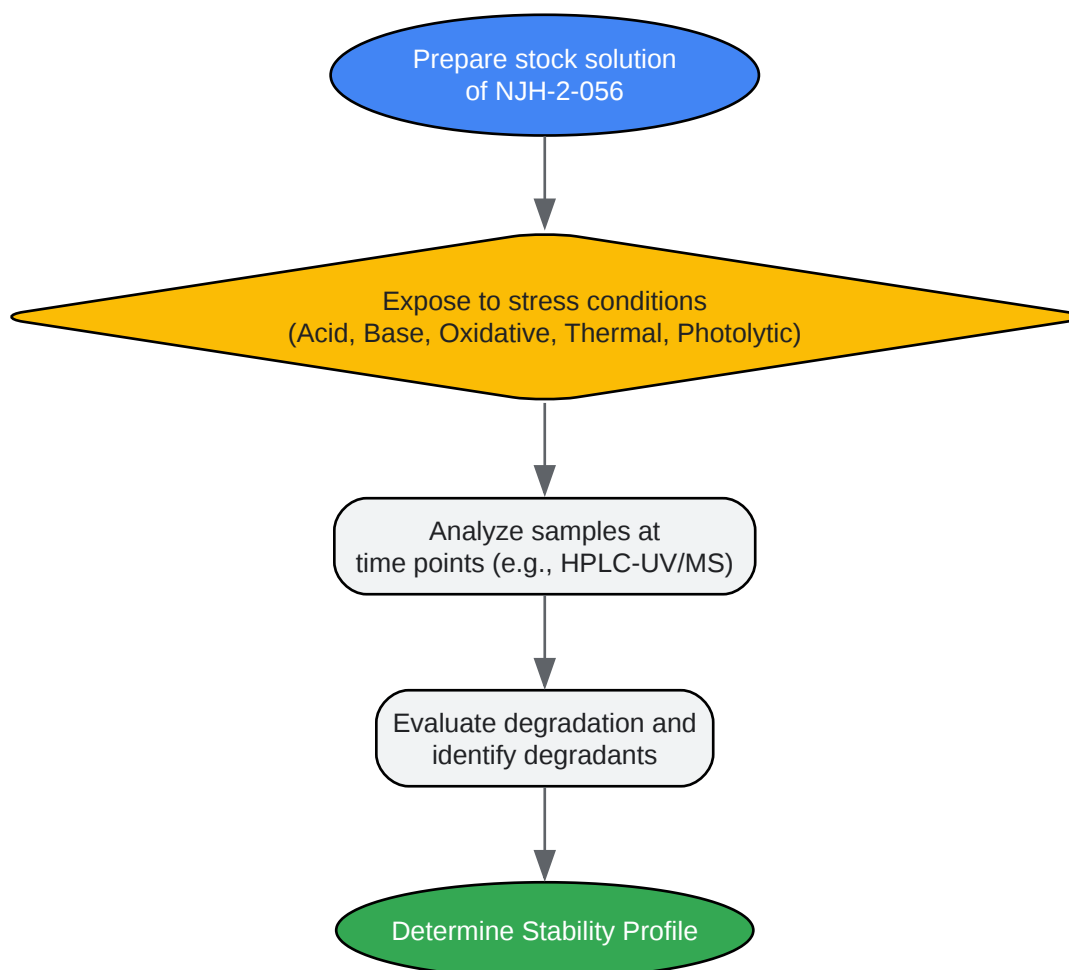 Prepare stock solution
of NJH-2-056
Expose to stress conditions
(Acid, Base, Oxidative, Thermal, Photolytic)
Analyze samples at
time points (e.g., HPLC-UV/MS)
Evaluate degradation and
identify degradants
Determine Stability Profile